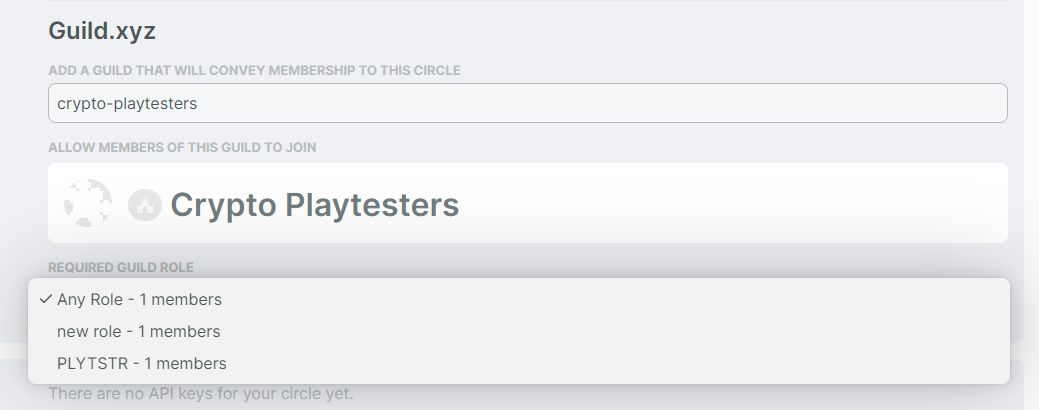 Guild.xyz
ADD A GUILD THAT WILL CONVEY MEMBERSHIP TO THIS CIRCLE
crypto-playtesters
ALLOW MEMBERS OF THIS GUILD TO JOIN
Crypto Playtesters
REQUIRED GUILD ROLE
Any Role - 1 members
new role - 1 members
PLYTSTR - 1 members
There are no API keys for your circle yet.